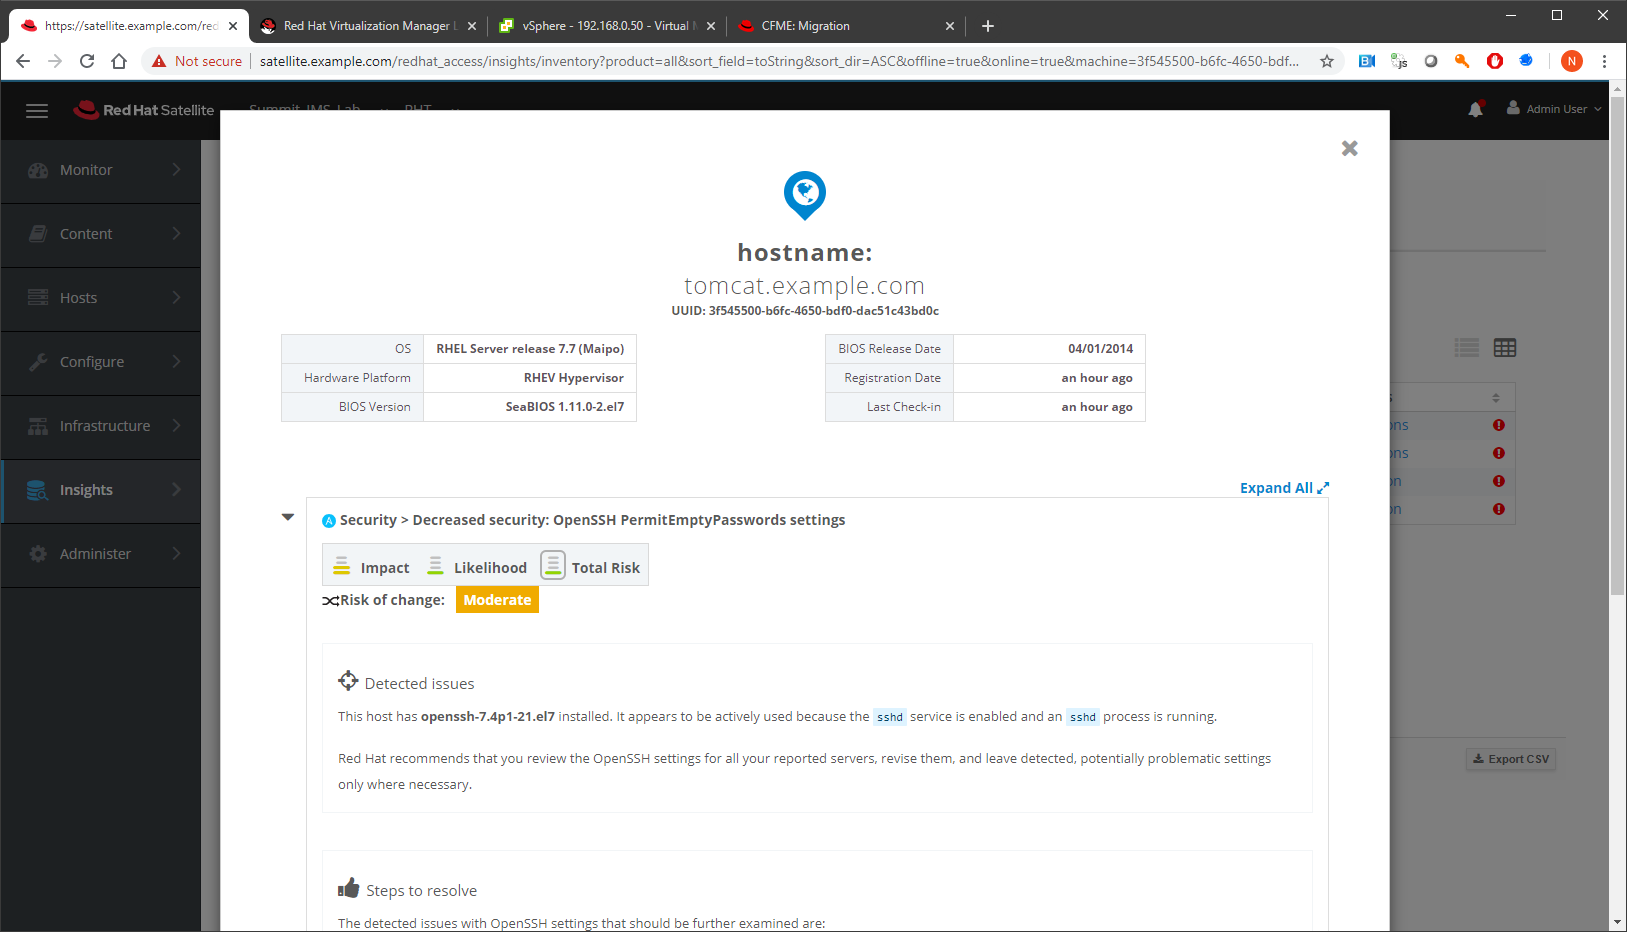 https://satellite.example.com/red
Red Hat Virtualization Manager
vSphere - 192.168.0.50 - Virtual
CFME: Migration
Not secure
satellite.example.com/redhat_access/insights/inventory?product=all&sort_field=toString&sort_dir=ASC&offline=true&online=true&machine=3f545500-b6fc-4650-bdf...
N
Red Hat Satellite
Admin User
Monitor
Content
Hosts
Configure
Infrastructure
Insights
Administer
hostname:
tomcat.example.com
UUID: 3f545500-b6fc-4650-bdf0-dac51c43bd0c
OS RHEL Server release 7.7 (Maipo)
Hardware Platform RHEV Hypervisor
BIOS Version SeaBIOS 1.11.0-2.el7
BIOS Release Date 04/01/2014
Registration Date an hour ago
Last Check-in an hour ago
Expand All
A Security > Decreased security: OpenSSH PermitEmptyPasswords settings
Impact Likelihood Total Risk
Risk of change: Moderate
Detected issues
This host has openssh-7.4p1-21.el7 installed. It appears to be actively used because the sshd service is enabled and an sshd process is running.
Red Hat recommends that you review the OpenSSH settings for all your reported servers, revise them, and leave detected, potentially problematic settings
only where necessary.
Steps to resolve
The detected issues with OpenSSH settings that should be further examined are:
ons
ons
on
on
Export CSV